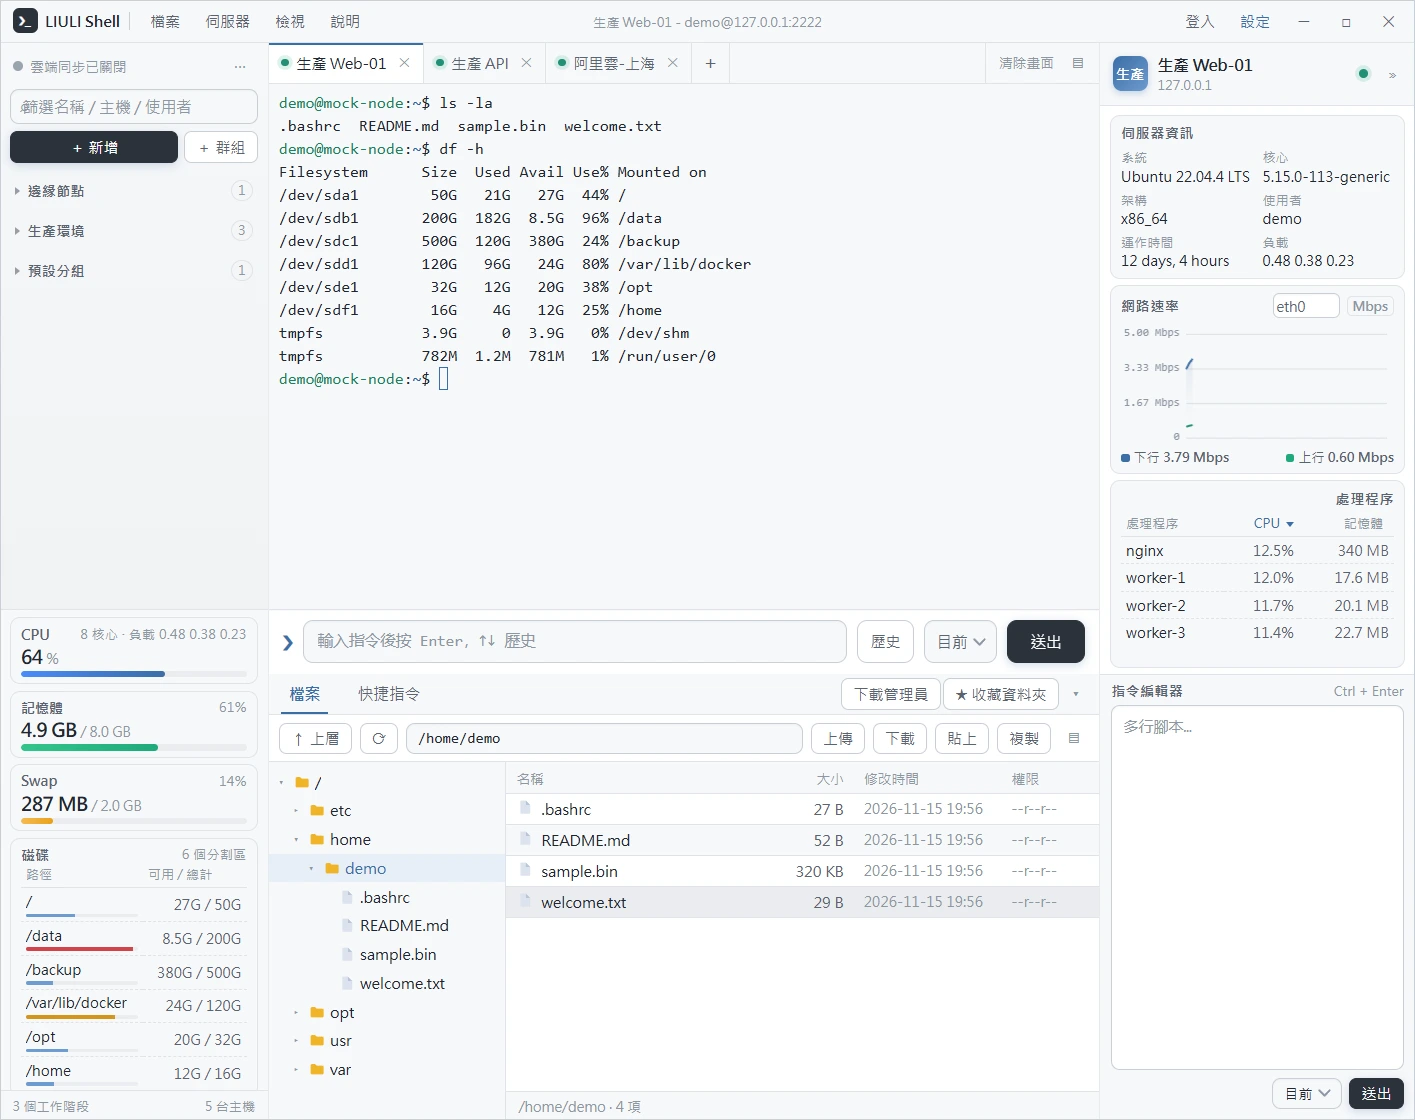 LIULI Shell 檔案 伺服器 檢視 說明 生產 Web-01 - demo@127.0.0.1:2222 登入 設定
雲端同步已關閉 ...
篩選名稱 / 主機 / 使用者
+ 新增 + 群組
邊緣節點 1
生產環境 3
預設分組 1
CPU 8 核心 · 負載 0.48 0.38 0.23
64 %
記憶體 61%
4.9 GB / 8.0 GB
Swap 14%
287 MB / 2.0 GB
磁碟 6 個分割區
路徑 可用 / 總計
/ 27G / 50G
/data 8.5G / 200G
/backup 380G / 500G
/var/lib/docker 24G / 120G
/opt 20G / 32G
/home 12G / 16G
3 個工作階段 5 台主機
生產 Web-01 生產 API 阿里雲-上海 + 清除畫面
demo@mock-node:~$ ls -la
.bashrc README.md sample.bin welcome.txt
demo@mock-node:~$ df -h
Filesystem Size Used Avail Use% Mounted on
/dev/sda1 50G 21G 27G 44% /
/dev/sdb1 200G 182G 8.5G 96% /data
/dev/sdc1 500G 120G 380G 24% /backup
/dev/sdd1 120G 96G 24G 80% /var/lib/docker
/dev/sde1 32G 12G 20G 38% /opt
/dev/sdf1 16G 4G 12G 25% /home
tmpfs 3.9G 0 3.9G 0% /dev/shm
tmpfs 782M 1.2M 781M 1% /run/user/0
demo@mock-node:~$
輸入指令後按 Enter, ↑↓ 歷史 歷史 目前 送出
檔案 快捷指令 下載管理員 ★ 收藏資料夾
↑ 上層 /home/demo 上傳 下載 貼上 複製
/
etc
home
demo
.bashrc
README.md
sample.bin
welcome.txt
opt
usr
var
名稱 大小 修改時間 權限
.bashrc 27 B 2026-11-15 19:56 --r--r--
README.md 52 B 2026-11-15 19:56 --r--r--
sample.bin 320 KB 2026-11-15 19:56 --r--r--
welcome.txt 29 B 2026-11-15 19:56 --r--r--
/home/demo · 4 項
生產 生產 Web-01
127.0.0.1 »
伺服器資訊
系統 核心
Ubuntu 22.04.4 LTS 5.15.0-113-generic
架構 使用者
x86_64 demo
運作時間 負載
12 days, 4 hours 0.48 0.38 0.23
網路速率 eth0 Mbps
5.00 Mbps
3.33 Mbps
1.67 Mbps
0
下行 3.79 Mbps 上行 0.60 Mbps
處理程序
處理程序 CPU 記憶體
nginx 12.5% 340 MB
worker-1 12.0% 17.6 MB
worker-2 11.7% 20.1 MB
worker-3 11.4% 22.7 MB
指令編輯器 Ctrl + Enter
多行腳本...
目前 送出